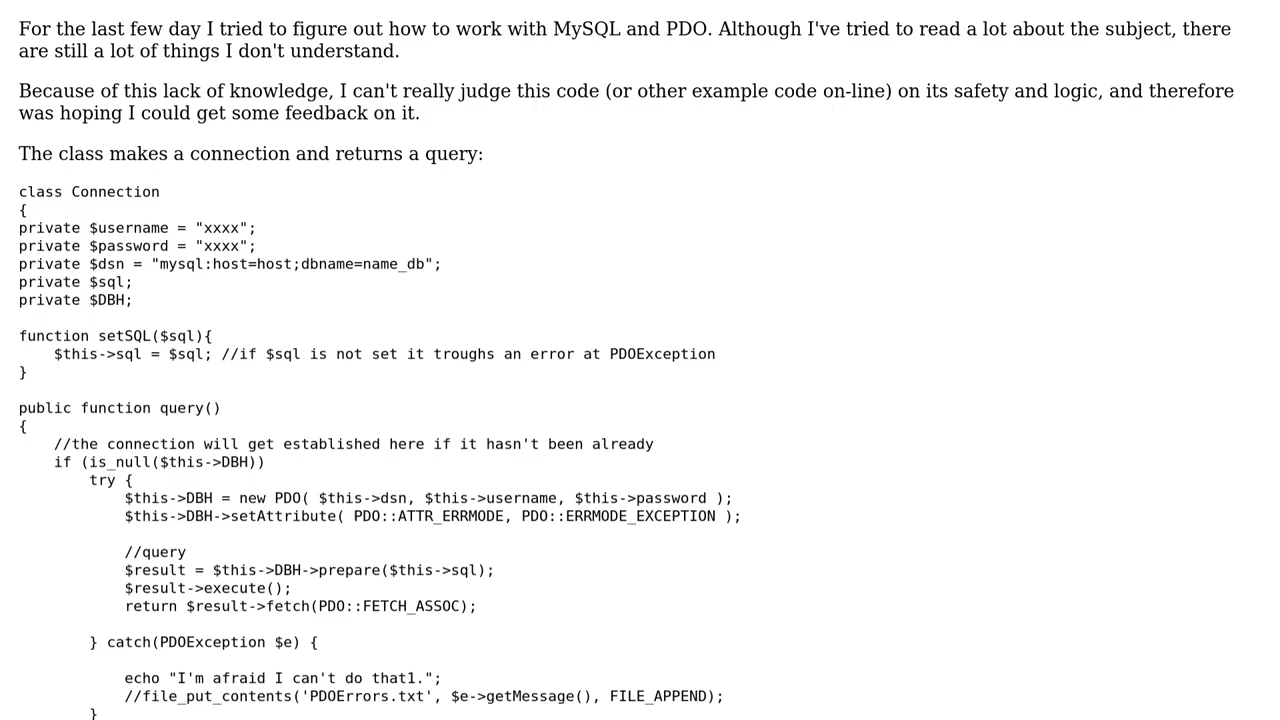 For the last few day I tried to figure out how to work with MySQL and PDO. Although I've tried to read a lot about the subject, there
are still a lot of things I don't understand.
Because of this lack of knowledge, I can't really judge this code (or other example code on-line) on its safety and logic, and therefore
was hoping I could get some feedback on it.
The class makes a connection and returns a query:
class Connection
{
private $username = "xxxx";
private $password = "xxxx";
private $dsn = "mysql:host=host;dbname=name_db";
private $sql;
private $DBH;
function setSQL($sql){
    $this->sql = $sql; //if $sql is not set it troughs an error at PDOException
}
public function query()
{
    //the connection will get established here if it hasn't been already
    if (is_null($this->DBH))
        try {
            $this->DBH = new PDO( $this->dsn, $this->username, $this->password );
            $this->DBH->setAttribute( PDO::ATTR_ERRMODE, PDO::ERRMODE_EXCEPTION );
            //query
            $result = $this->DBH->prepare($this->sql);
            $result->execute();
            return $result->fetch(PDO::FETCH_ASSOC);
        } catch(PDOException $e) {
            echo "I'm afraid I can't do that1.";
            //file_put_contents('PDOErrors.txt', $e->getMessage(), FILE_APPEND);
        }